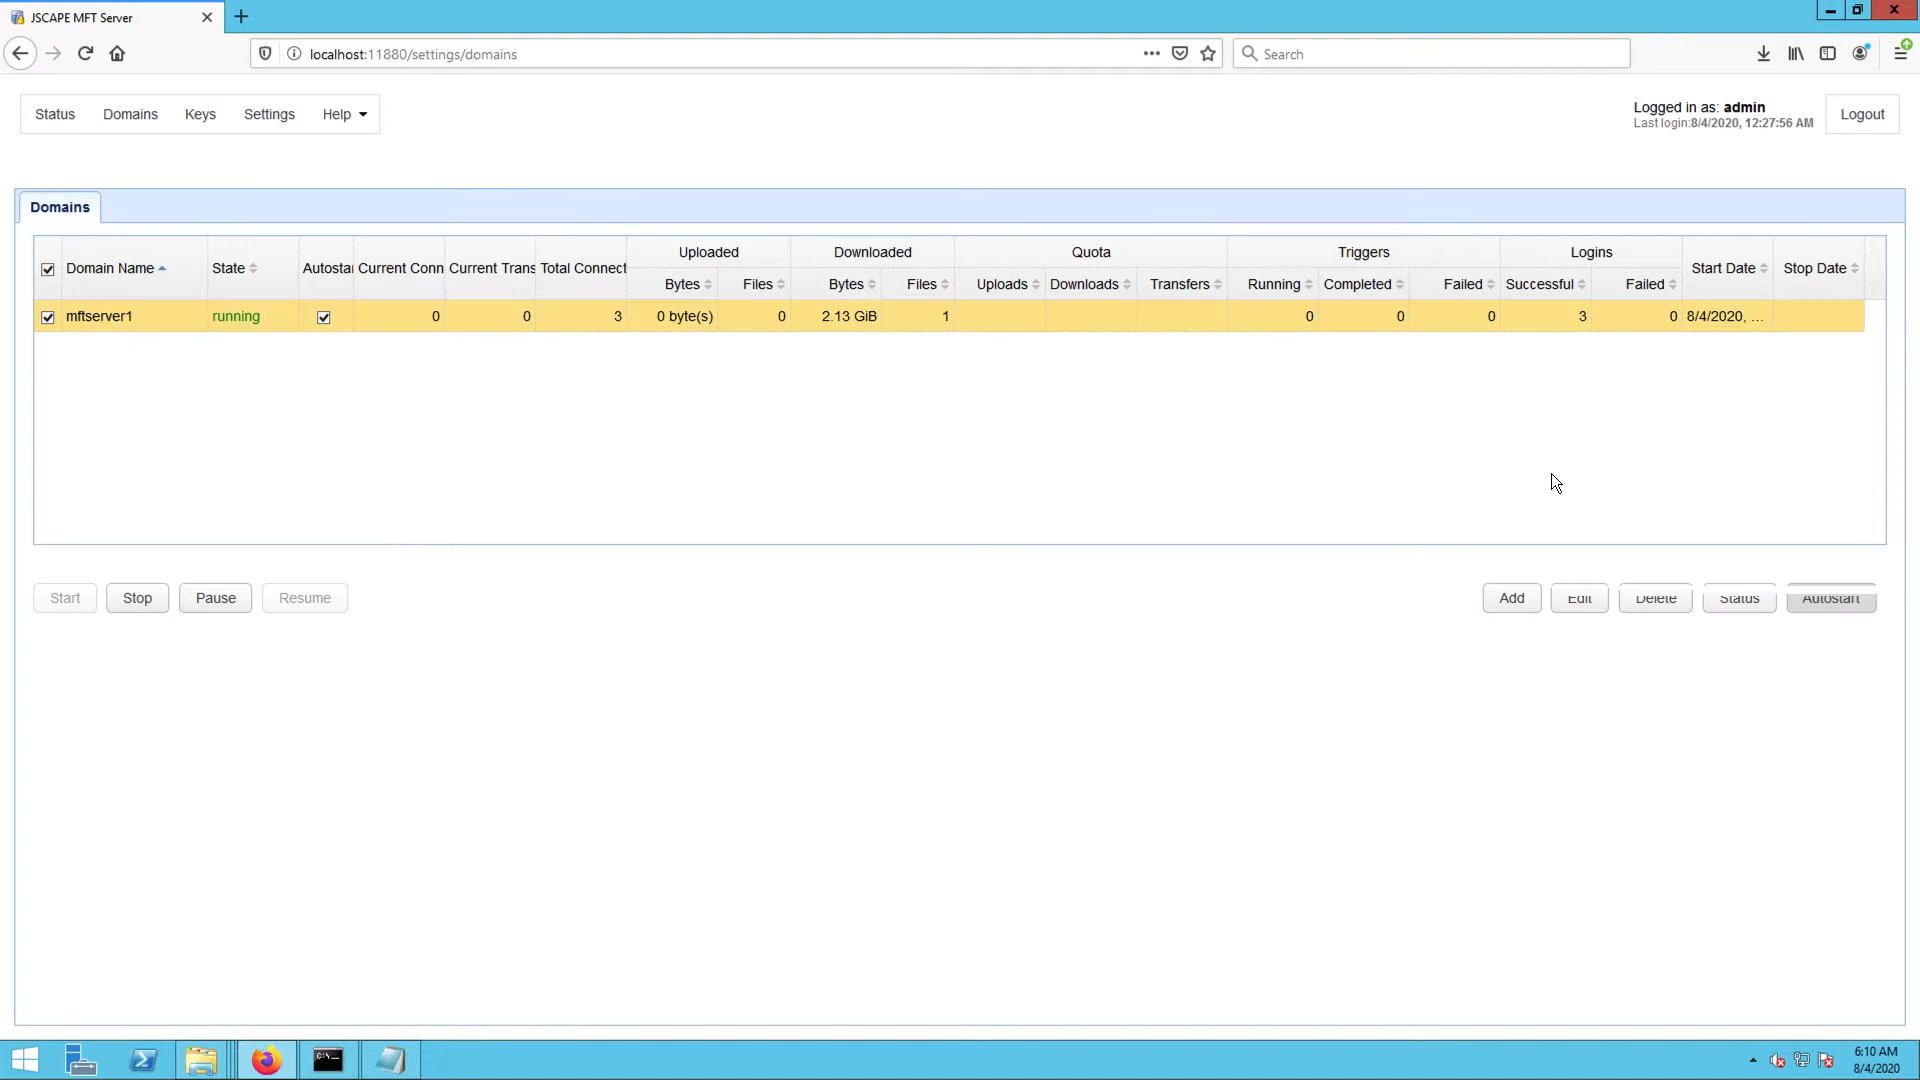 JSCAPE MFT Server
localhost:11880/settings/domains
Search
Status Domains Keys Settings Help
Logged in as: admin
Last login:8/4/2020, 12:27:56 AM
Logout
Domains
Domain Name State Autostar Current Conn Current Trans Total Connect Uploaded Downloaded Quota Triggers Logins Start Date Stop Date
Bytes Files Bytes Files Uploads Downloads Transfers Running Completed Failed Successful Failed
mftserver1 running 0 0 3 0 byte(s) 0 2.13 GiB 1 0 0 0 3 0 8/4/2020, ...
Start Stop Pause Resume Add Edit Delete Status Autostart
6:10 AM
8/4/2020